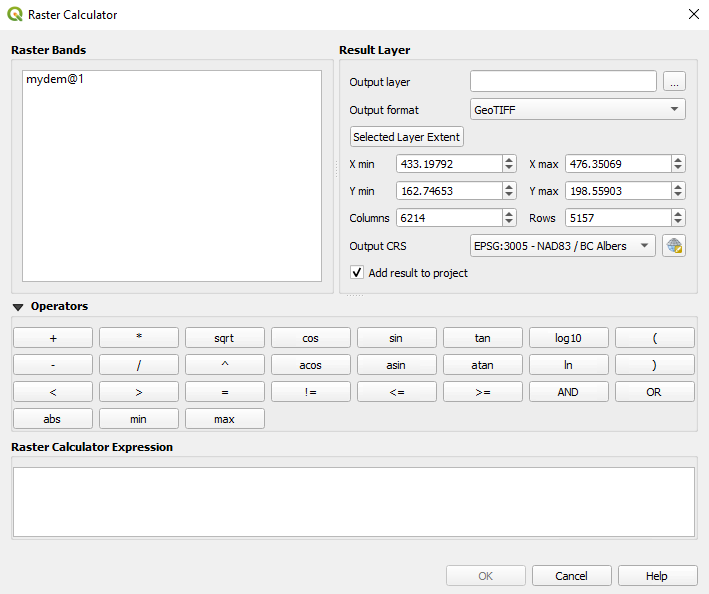 Raster Calculator
Raster Bands
mydem@1
Result Layer
Output layer
...
Output format GeoTIFF
Selected Layer Extent
X min 433.19792 X max 476.35069
Y min 162.74653 Y max 198.55903
Columns 6214 Rows 5157
Output CRS EPSG:3005 - NAD83 / BC Albers
Add result to project
Operators
+ * sqrt cos sin tan log10 (
- / ^ acos asin atan ln )
< > = != <= >= AND OR
abs min max
Raster Calculator Expression
OK Cancel Help